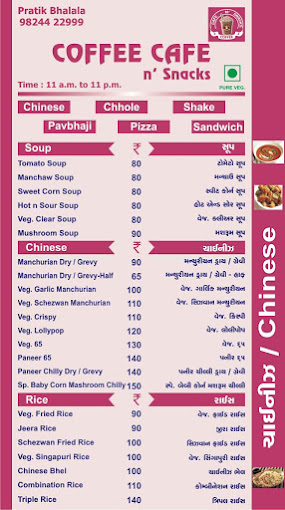 Pratik Bhalala
98244 22999
COFFEE CAFE
n' Snacks
Time : 11 a.m. to 11 p.m.
PURE VEG.
Chinese Chhole Shake
Pavbhaji Pizza Sandwich
Soup ₹ સૂપ
Tomato Soup 80 ટોમેટો સૂપ
Manchaw Soup 80 મન્ચાઉ સૂપ
Sweet Corn Soup 80 સ્વીટ કોર્ન સૂપ
Hot n Sour Soup 80 હોટ એન્ડ સોર સૂપ
Veg. Clear Soup 80 વેજ. ક્લીઅર સૂપ
Mushroom Soup 90 મશરૂમ સૂપ
Chinese ₹ ચાઈનીઝ
Manchurian Dry / Grevy 90 મન્ચુરીયન ડ્રાય / ગ્રેવી
Manchurian Dry / Grevy-Half 65 મન્ચુરીયન ડ્રાય / ગ્રેવી - હાફ
Veg. Garlic Manchurian 100 વેજ. ગાર્લિક મન્ચુરીયન
Veg. Schezwan Manchurian 110 વેજ. સિઝવાન મન્ચુરીયન
Veg. Crispy 110 વેજ. ક્રિસ્પી
Veg. Lollypop 120 વેજ. લોલીપોપ
Veg. 65 130 વેજ. ૬૫
Paneer 65 140 પનીર ૬૫
Paneer Chilly Dry / Grevy 140 પનીર ચીલ્લી ડ્રાય / ગ્રેવી
Sp. Baby Corn Mashroom Chilly 150 સ્પે. બેબી કોર્ન મશરૂમ ચીલ્લી
Rice ₹ રાઈસ
Veg. Fried Rice 90 વેજ. ફ્રાઈડ રાઈસ
Jeera Rice 90 જીરા રાઈસ
Schezwan Fried Rice 100 સિઝવાન ફ્રાઈડ રાઈસ
Veg. Singapuri Rice 100 વેજ. સિંગાપુરી રાઈસ
Chinese Bhel 100 ચાઈનીઝ ભેલ
Combination Rice 110 કોમ્બીનેશન રાઈસ
Triple Rice 140 ત્રિપલ રાઈસ
ચાઈનીઝ / Chinese